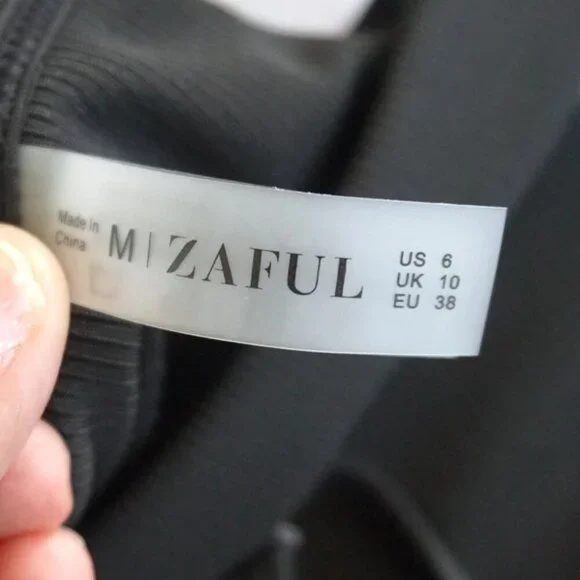 Made in
China
M | ZAFUL
US 6
UK 10
EU 38